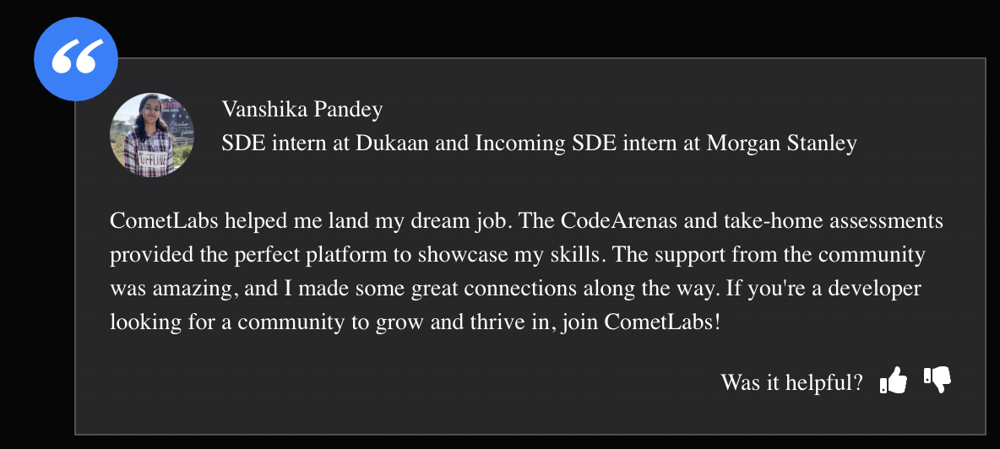 “
Vanshika Pandey
SDE intern at Dukaan and Incoming SDE intern at Morgan Stanley
OFFLINE
CometLabs helped me land my dream job. The CodeArenas and take-home assessments
provided the perfect platform to showcase my skills. The support from the community
was amazing, and I made some great connections along the way. If you're a developer
looking for a community to grow and thrive in, join CometLabs!
Was it helpful?